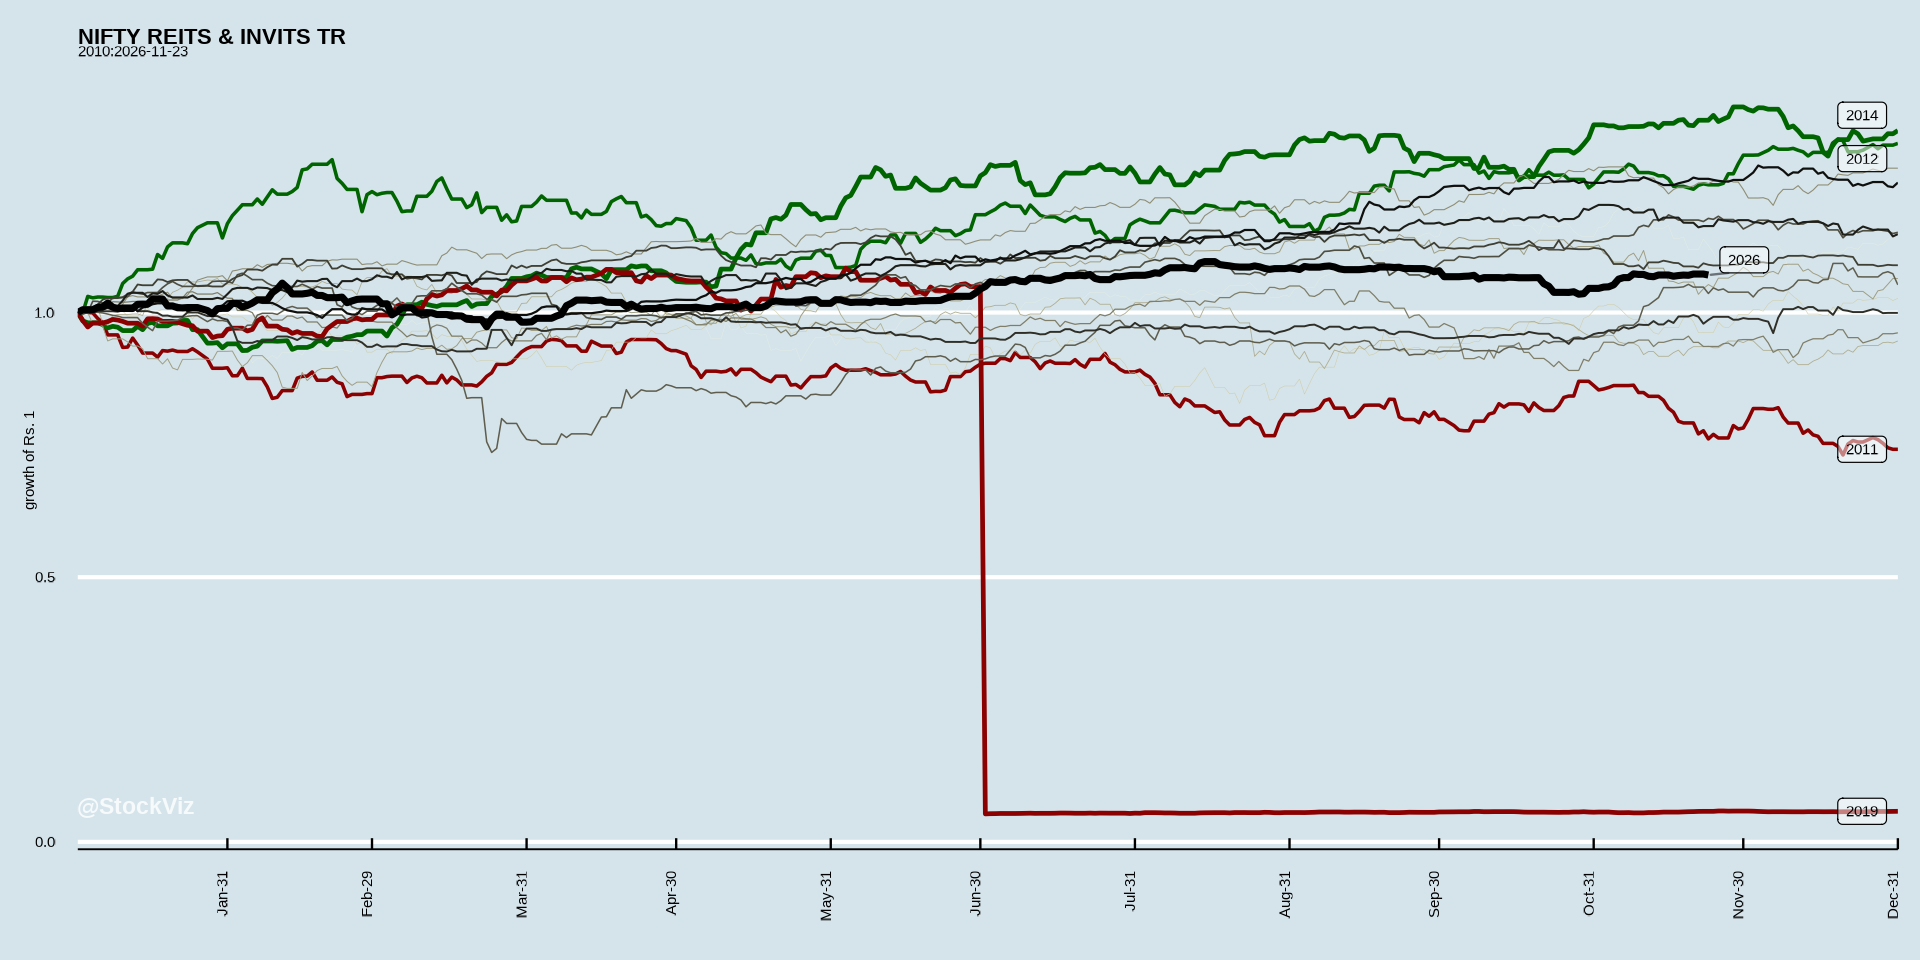 NIFTY REITS & INVITS TR
2010:2026-11-23
2014
2012
2026
2011
2019
1.0
0.5
0.0
growth of Rs. 1
@StockViz
Jan-31
Feb-29
Mar-31
Apr-30
May-31
Jun-30
Jul-31
Aug-31
Sep-30
Oct-31
Nov-30
Dec-31